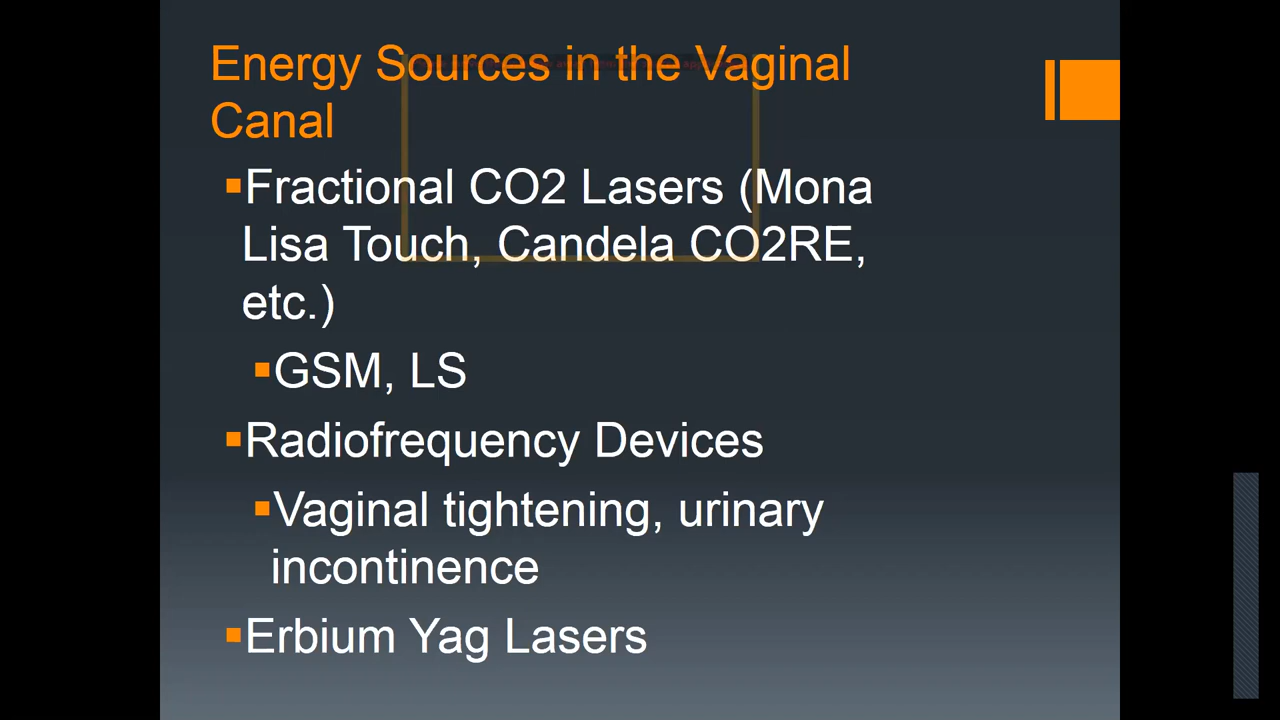 Energy Sources in the Vaginal
Canal
Fractional CO2 Lasers (Mona
Lisa Touch, Candela CO2RE,
etc.)
GSM, LS
Radiofrequency Devices
Vaginal tightening, urinary
incontinence
Erbium Yag Lasers